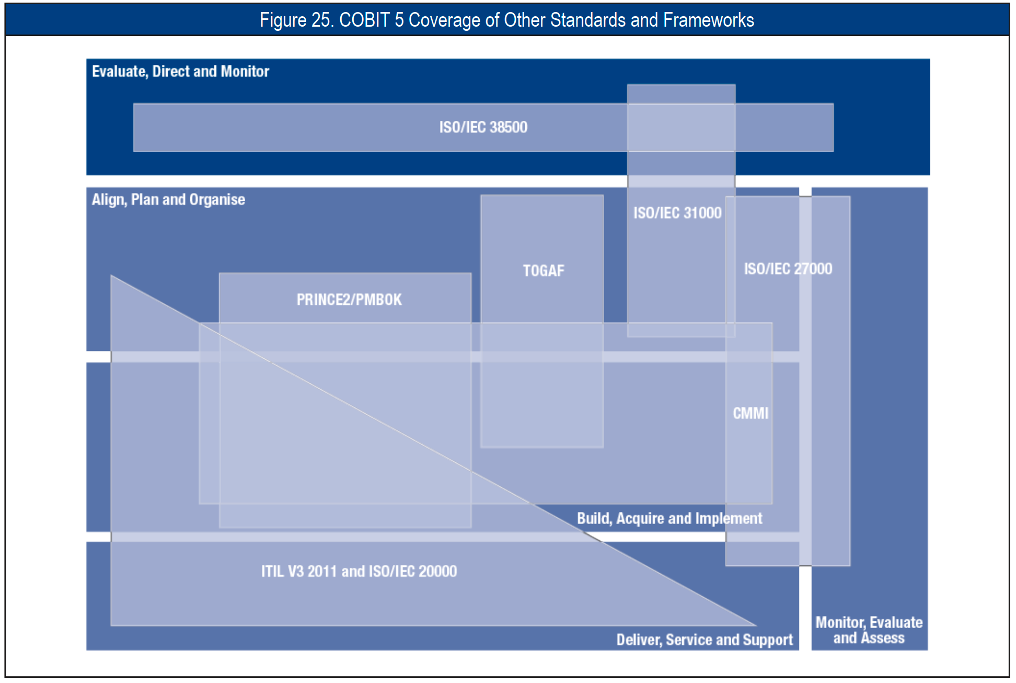 Figure 25. COBIT 5 Coverage of Other Standards and Frameworks
Evaluate, Direct and Monitor
ISO/IEC 38500
Align, Plan and Organise
ISO/IEC 31000
TOGAF
ISO/IEC 27000
PRINCE2/PMBOK
CMMI
Build, Acquire and Implement
ITIL V3 2011 and ISO/IEC 20000
Deliver, Service and Support
Monitor, Evaluate
and Assess